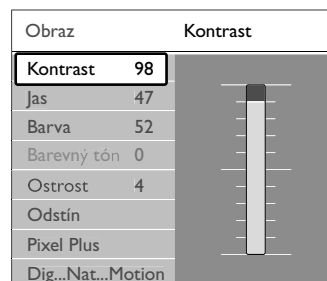 Obraz Kontrast
Kontrast 98
Jas 47
Barva 52
Barevný tón 0
Ostrost 4
Odstín
Pixel Plus
Dig...Nat...Motion